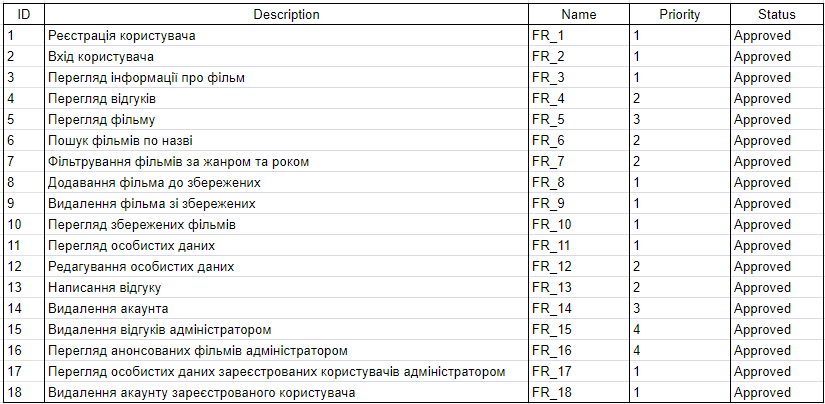 ID Description Name Priority Status
1 Реєстрація користувача FR_1 1 Approved
2 Вхід користувача FR_2 1 Approved
3 Перегляд інформації про фільм FR_3 1 Approved
4 Перегляд відгуків FR_4 2 Approved
5 Перегляд фільму FR_5 3 Approved
6 Пошук фільмів по назві FR_6 2 Approved
7 Фільтрування фільмів за жанром та роком FR_7 2 Approved
8 Додавання фільма до збережених FR_8 1 Approved
9 Видалення фільма зі збережених FR_9 1 Approved
10 Перегляд збережених фільмів FR_10 1 Approved
11 Перегляд особистих даних FR_11 1 Approved
12 Редагування особистих даних FR_12 2 Approved
13 Написання відгуку FR_13 2 Approved
14 Видалення акаунта FR_14 3 Approved
15 Видалення відгуків адміністратором FR_15 4 Approved
16 Перегляд анонсованих фільмів адміністратором FR_16 4 Approved
17 Перегляд особистих даних зареєстрованих користувачів адміністратором FR_17 1 Approved
18 Видалення акаунту зареєстрованого користувача FR_18 1 Approved